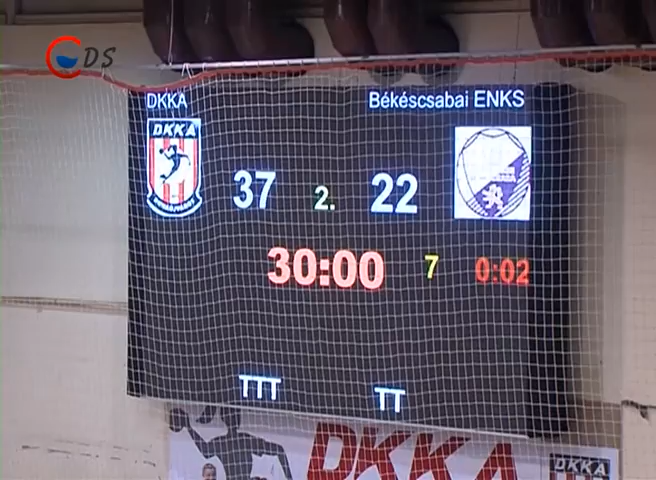 DS
DKKA Békéscsabai ENKS
DKKA
37 2. 22
30:00 7 0:02
TTT TT
DKKA
DKKA